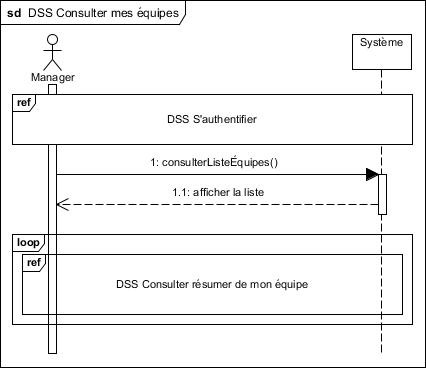 sd DSS Consulter mes équipes
Système
Manager
ref
DSS S'authentifier
1: consulterListeÉquipes()
1.1: afficher la liste
loop
ref
DSS Consulter résumer de mon équipe